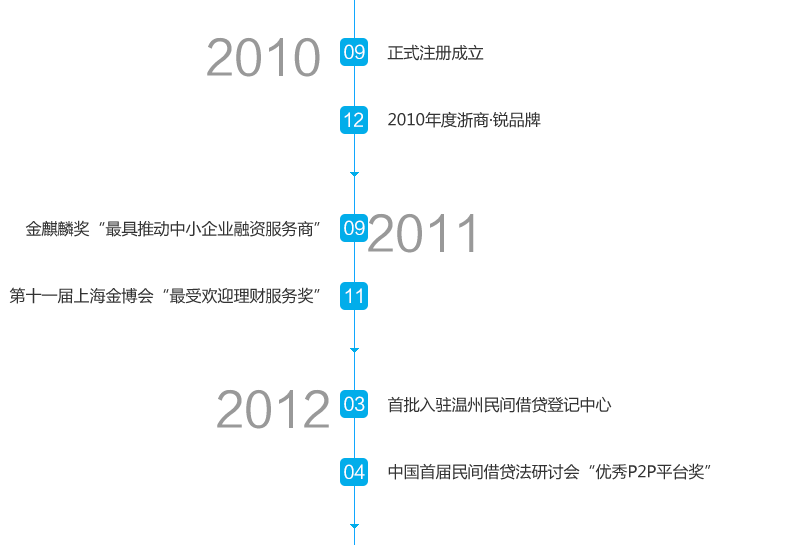 2010
09 正式注册成立
12 2010年度浙商·锐品牌
2011
金麒麟奖“最具推动中小企业融资服务商” 09
第十一届上海金博会“最受欢迎理财服务奖” 11
2012
03 首批入驻温州民间借贷登记中心
04 中国首届民间借贷法研讨会“优秀P2P平台奖”